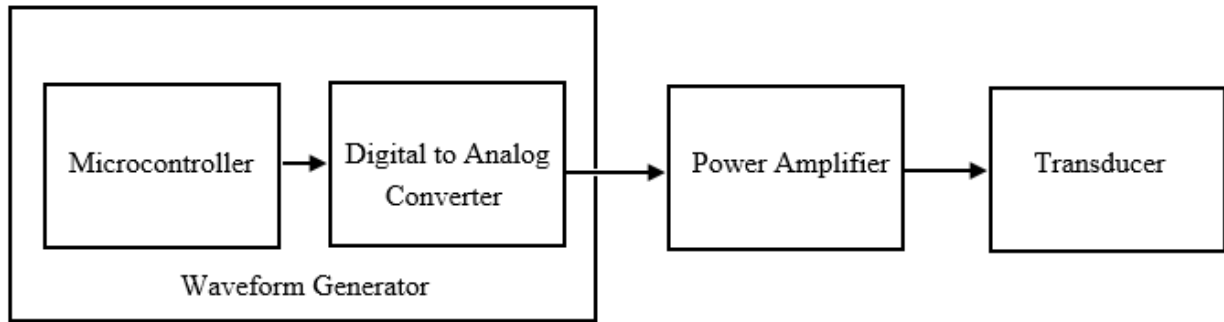 Microcontroller
Digital to Analog
Converter
Power Amplifier
Transducer
Waveform Generator